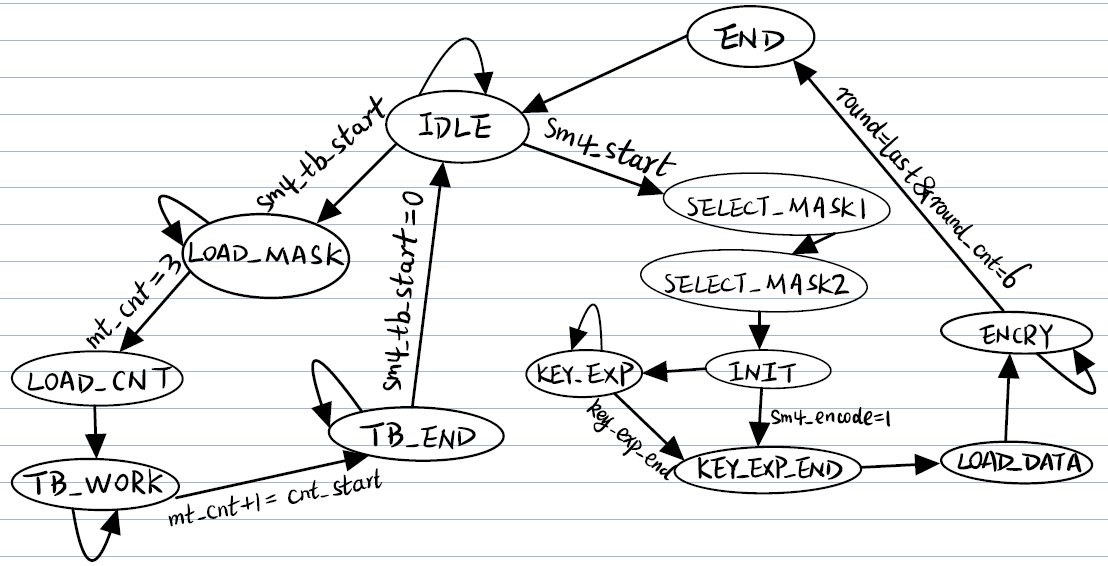 END
IDLE
sm4_tb_start
sm4_start
round=last&round_cnt=6
SELECT_MASK1
LOAD_MASK
SELECT_MASK2
mt_cnt=3
sm4_tb_start=0
ENCRY
LOAD_CNT
KEY_EXP
INIT
key_exp_end
sm4_encode=1
TB_END
KEY_EXP_END
LOAD_DATA
TB_WORK
mt_cnt+1=cnt_start